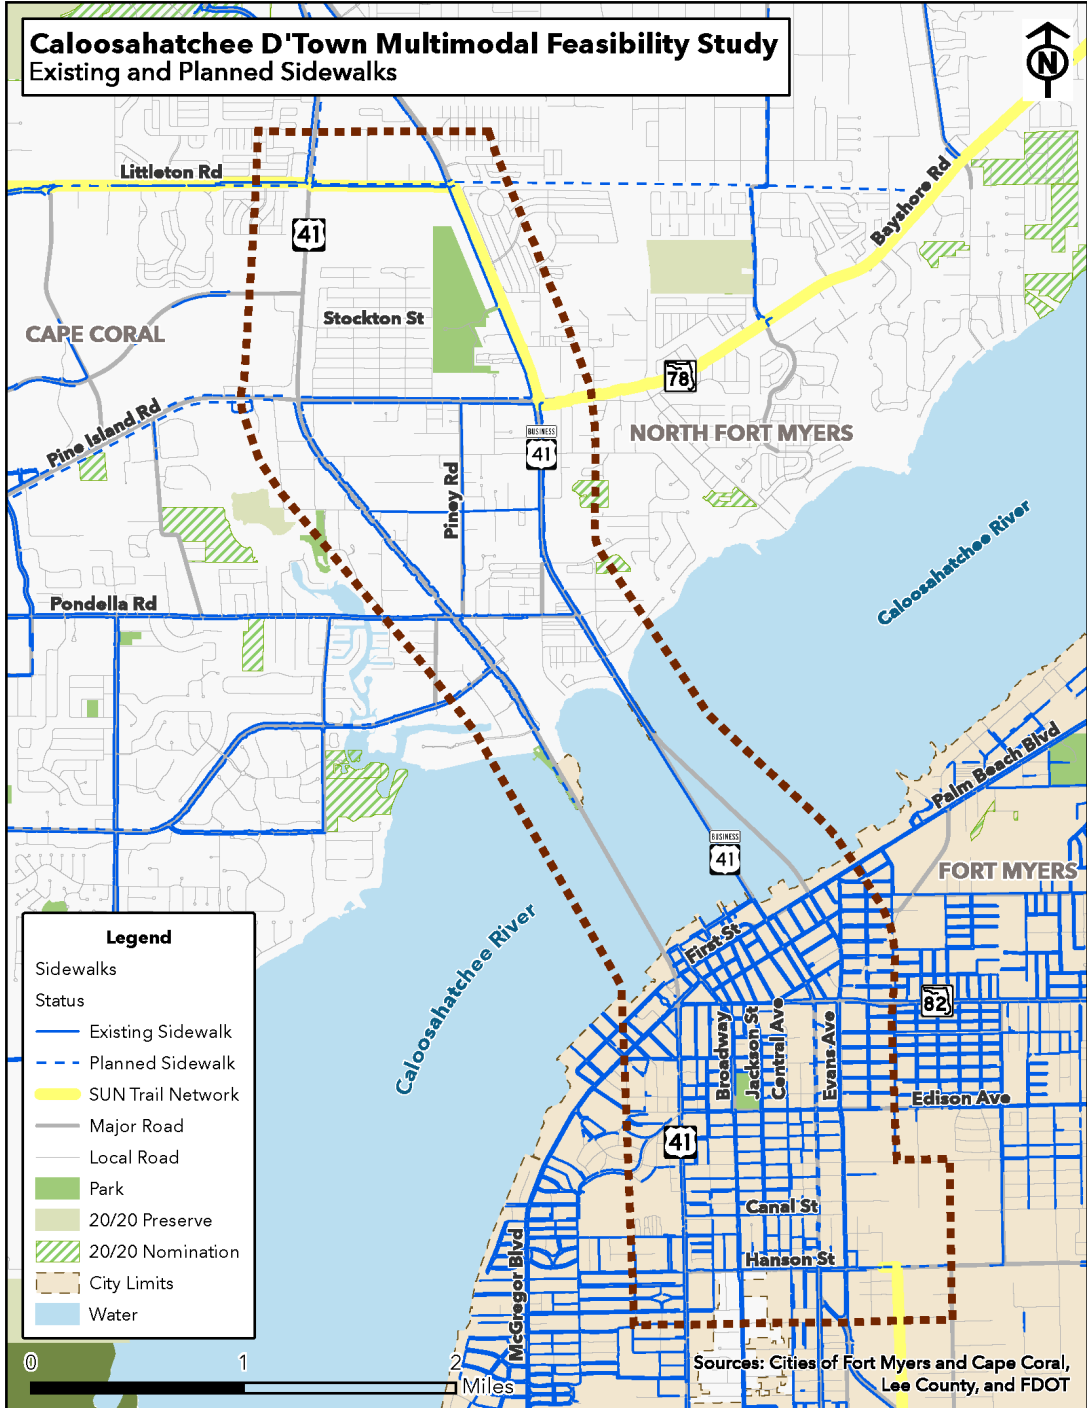 Caloosahatchee D'Town Multimodal Feasibility Study
Existing and Planned Sidewalks
N
Littleton Rd
Bayshore Rd
41
Stockton St
CAPE CORAL
78
Pine Island Rd
BUSINESS
41
NORTH FORT MYERS
Piney Rd
Caloosahatchee River
Pondella Rd
Palm Beach Blvd
BUSINESS
41
FORT MYERS
First St
Caloosahatchee River
82
Broadway
Jackson St
Central Ave
Evans Ave
Edison Ave
41
Canal St
Hanson St
McGregor Blvd
Legend
Sidewalks
Status
Existing Sidewalk
Planned Sidewalk
SUN Trail Network
Major Road
Local Road
Park
20/20 Preserve
20/20 Nomination
City Limits
Water
0 1 2
Miles
Sources: Cities of Fort Myers and Cape Coral,
Lee County, and FDOT